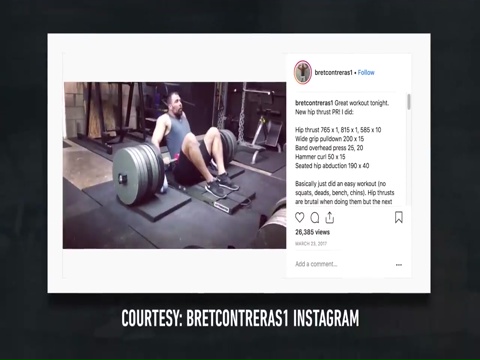 bretcontreras1 • Follow
bretcontreras1 Great workout tonight.
New hip thrust PR! I did:
Hip thrust 765 x 1, 815 x 1, 585 x 10
Wide grip pulldown 200 x 15
Band overhead press 25, 20
Hammer curl 50 x 15
Seated hip abduction 190 x 40
Basically just did an easy workout (no
squats, deads, bench, chins). Hip thrusts
are brutal when doing them but the next
26,385 views
MARCH 23, 2017
Add a comment...
COURTESY: BRETCONTRERAS1 INSTAGRAM